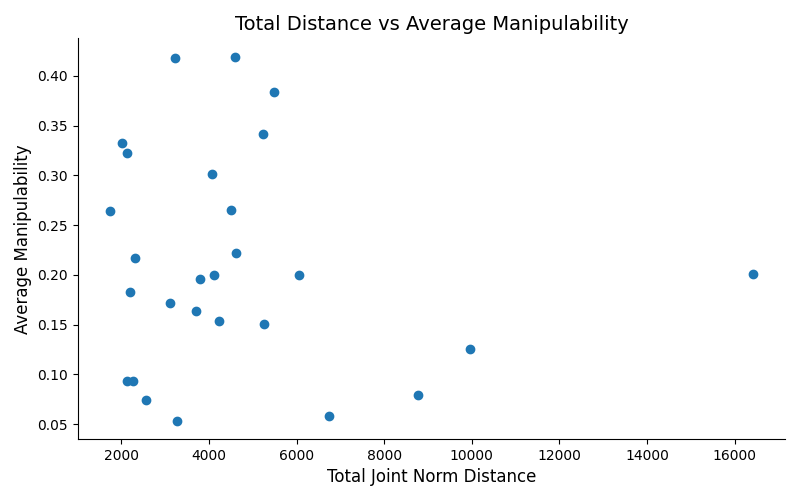 Total Distance vs Average Manipulability
Average Manipulability
0.40
0.35
0.30
0.25
0.20
0.15
0.10
0.05
2000 4000 6000 8000 10000 12000 14000 16000
Total Joint Norm Distance